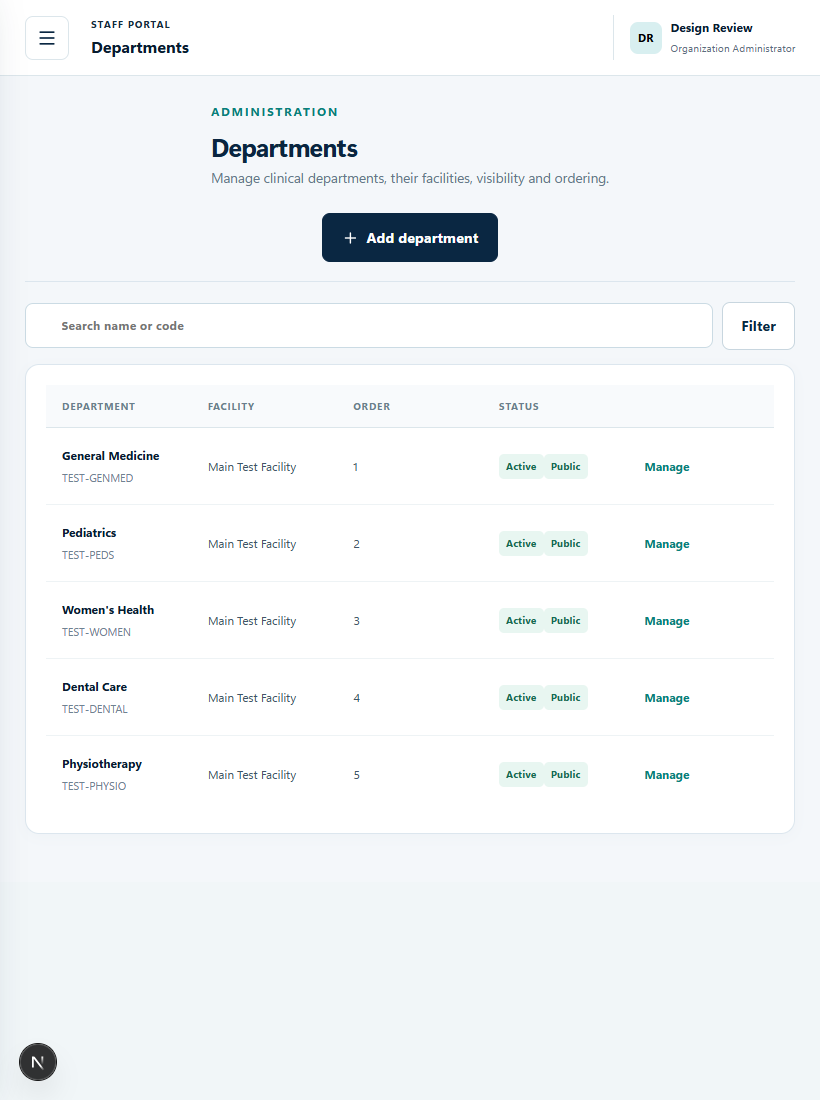 STAFF PORTAL
Departments
DR
Design Review
Organization Administrator
ADMINISTRATION
Departments
Manage clinical departments, their facilities, visibility and ordering.
+ Add department
Search name or code
Filter
DEPARTMENT FACILITY ORDER STATUS
General Medicine
TEST-GENMED
Main Test Facility 1 Active Public Manage
Pediatrics
TEST-PEDS
Main Test Facility 2 Active Public Manage
Women's Health
TEST-WOMEN
Main Test Facility 3 Active Public Manage
Dental Care
TEST-DENTAL
Main Test Facility 4 Active Public Manage
Physiotherapy
TEST-PHYSIO
Main Test Facility 5 Active Public Manage
N